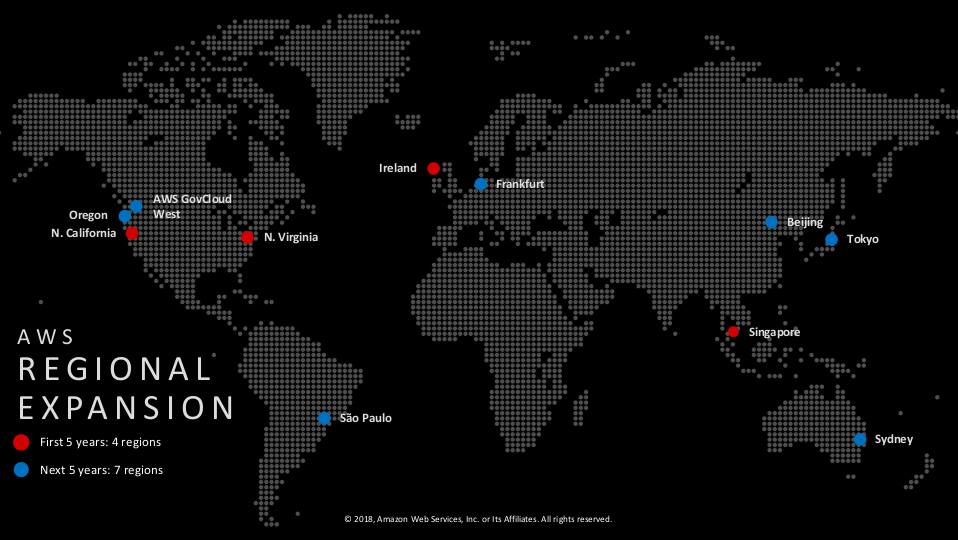 Ireland
Frankfurt
AWS GovCloud
West
Oregon
N. California
N. Virginia
Beijing
Tokyo
Singapore
AWS
REGIONAL
EXPANSION
São Paulo
First 5 years: 4 regions
Sydney
Next 5 years: 7 regions
© 2018, Amazon Web Services, Inc. or Its Affiliates. All rights reserved.